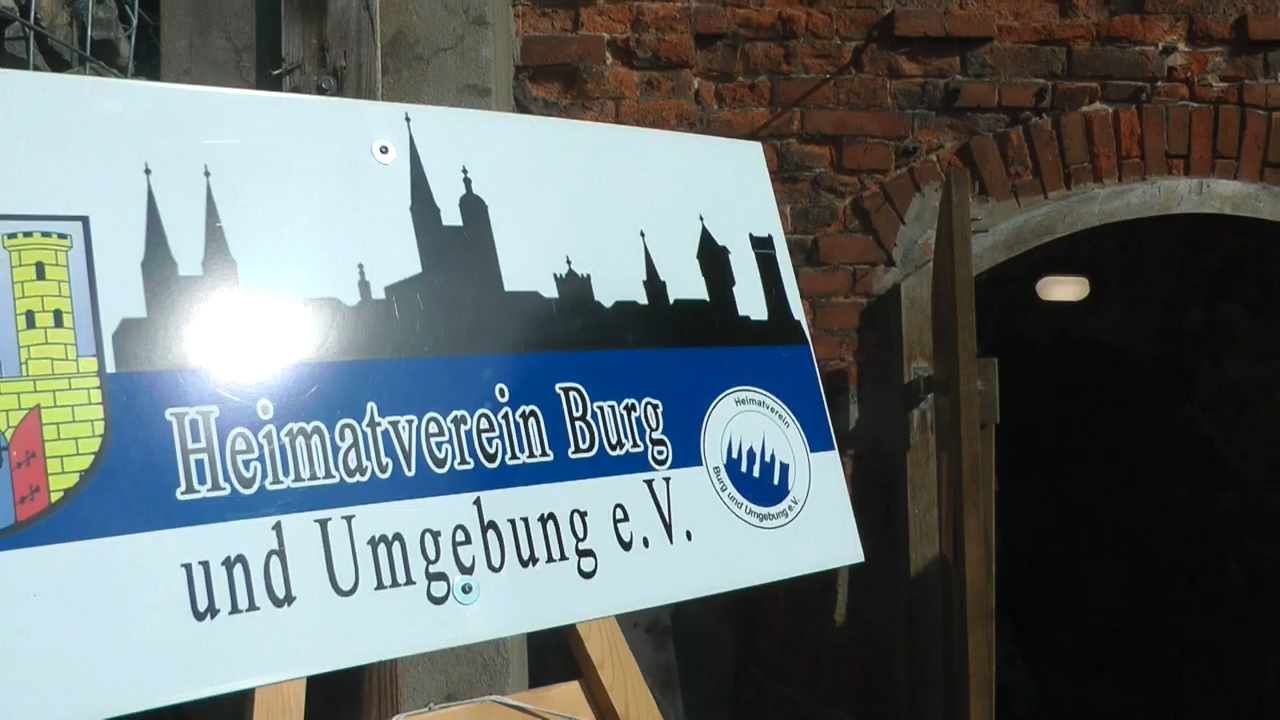 Heimatverein Burg
und Umgebung e.V.
Heimatverein
Burg und Umgebung e.V.